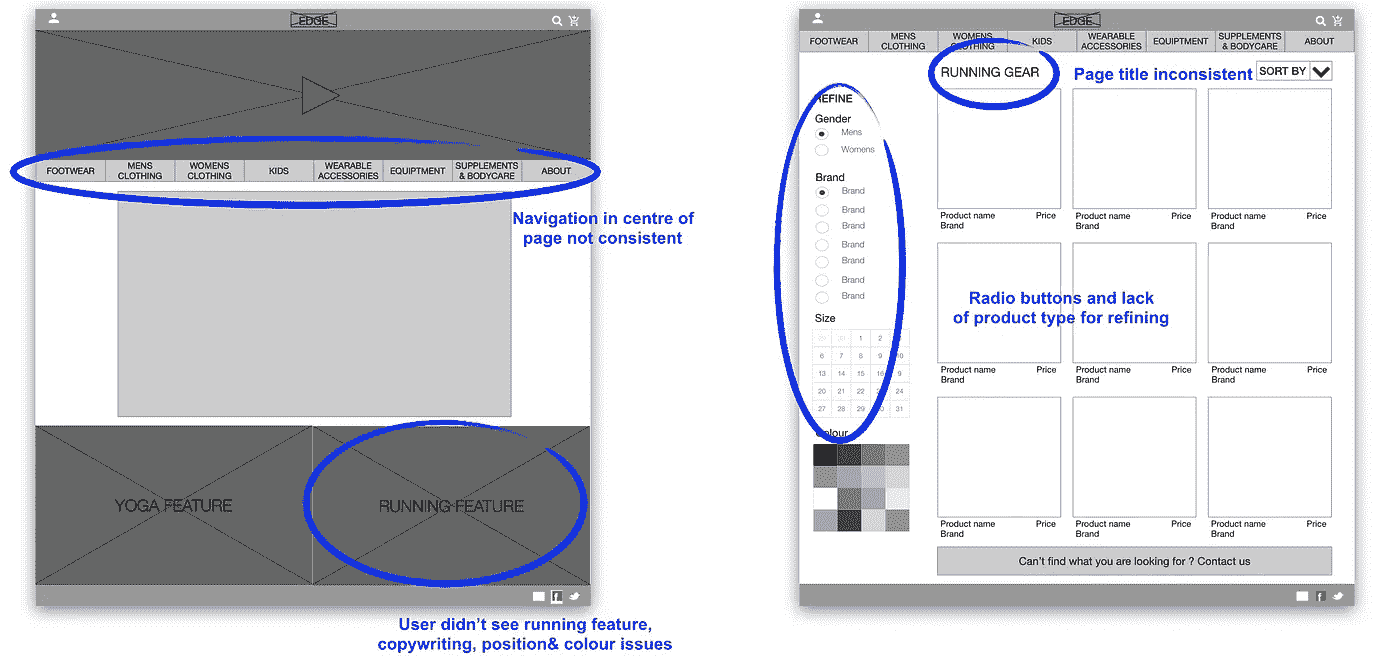 EDGE
FOOTWEAR
MENS
CLOTHING
WOMENS
CLOTHING
KIDS
WEARABLE
ACCESSORIES
EQUIPTMENT
SUPPLEMENTS
& BODYCARE
ABOUT
Navigation in centre of
page not consistent
YOGA FEATURE
RUNNING FEATURE
User didn't see running feature,
copywriting, position& colour issues
EDGE
FOOTWEAR
MENS
CLOTHING
WOMENS
CLOTHING
KIDS
WEARABLE
ACCESSORIES
EQUIPTMENT
SUPPLEMENTS
& BODYCARE
ABOUT
RUNNING GEAR
Page title inconsistent
SORT BY
REFINE
Gender
Mens
Womens
Brand
Brand
Brand
Brand
Brand
Brand
Brand
Brand
Size
1 2
6 7 8 9 10
13 14 15 16 9
20 21 22 24
27 28 29 31
Colour
Product name Price
Brand
Product name Price
Brand
Product name Price
Brand
Radio buttons and lack
of product type for refining
Product name Price
Brand
Product name Price
Brand
Product name Price
Brand
Product name Price
Brand
Product name Price
Brand
Product name Price
Brand
Can't find what you are looking for ? Contact us